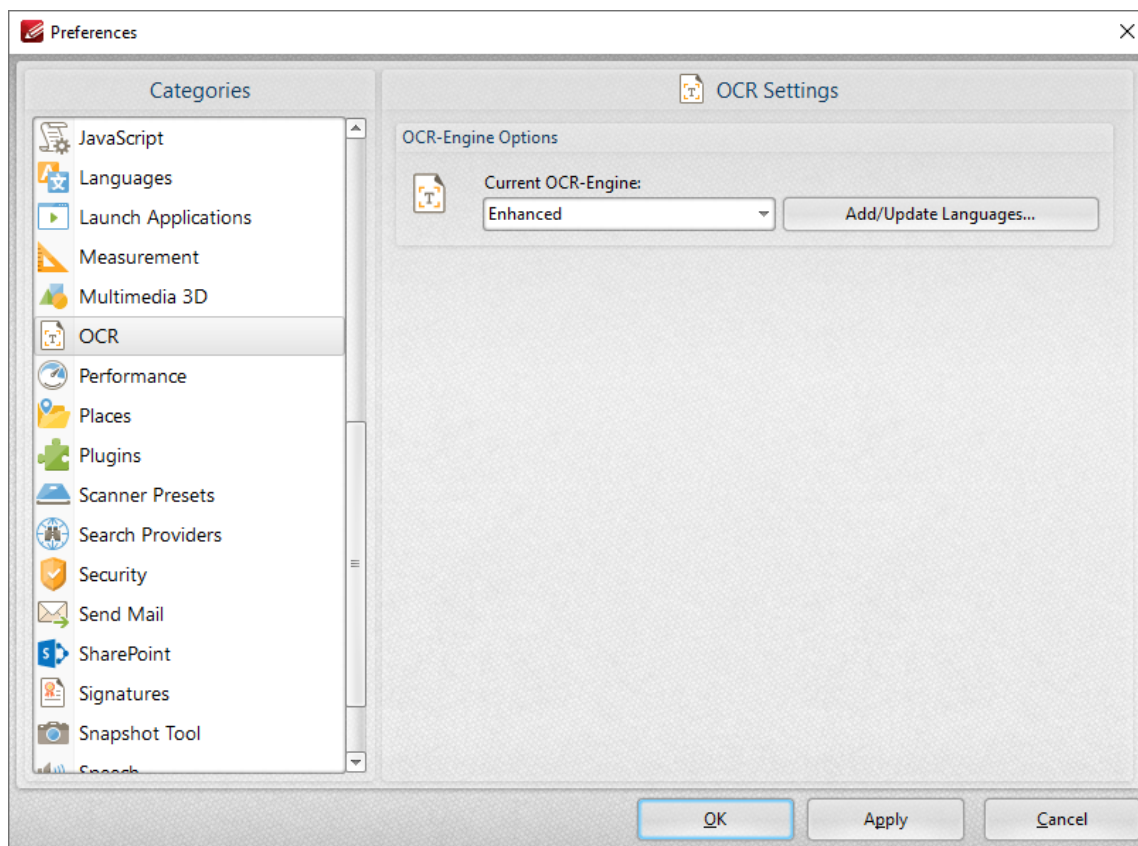 Preferences
Categories
JavaScript
Languages
Launch Applications
Measurement
Multimedia 3D
OCR
Performance
Places
Plugins
Scanner Presets
Search Providers
Security
Send Mail
SharePoint
Signatures
Snapshot Tool
Speech
OCR Settings
OCR-Engine Options
Current OCR-Engine:
Enhanced
Add/Update Languages...
OK
Apply
Cancel